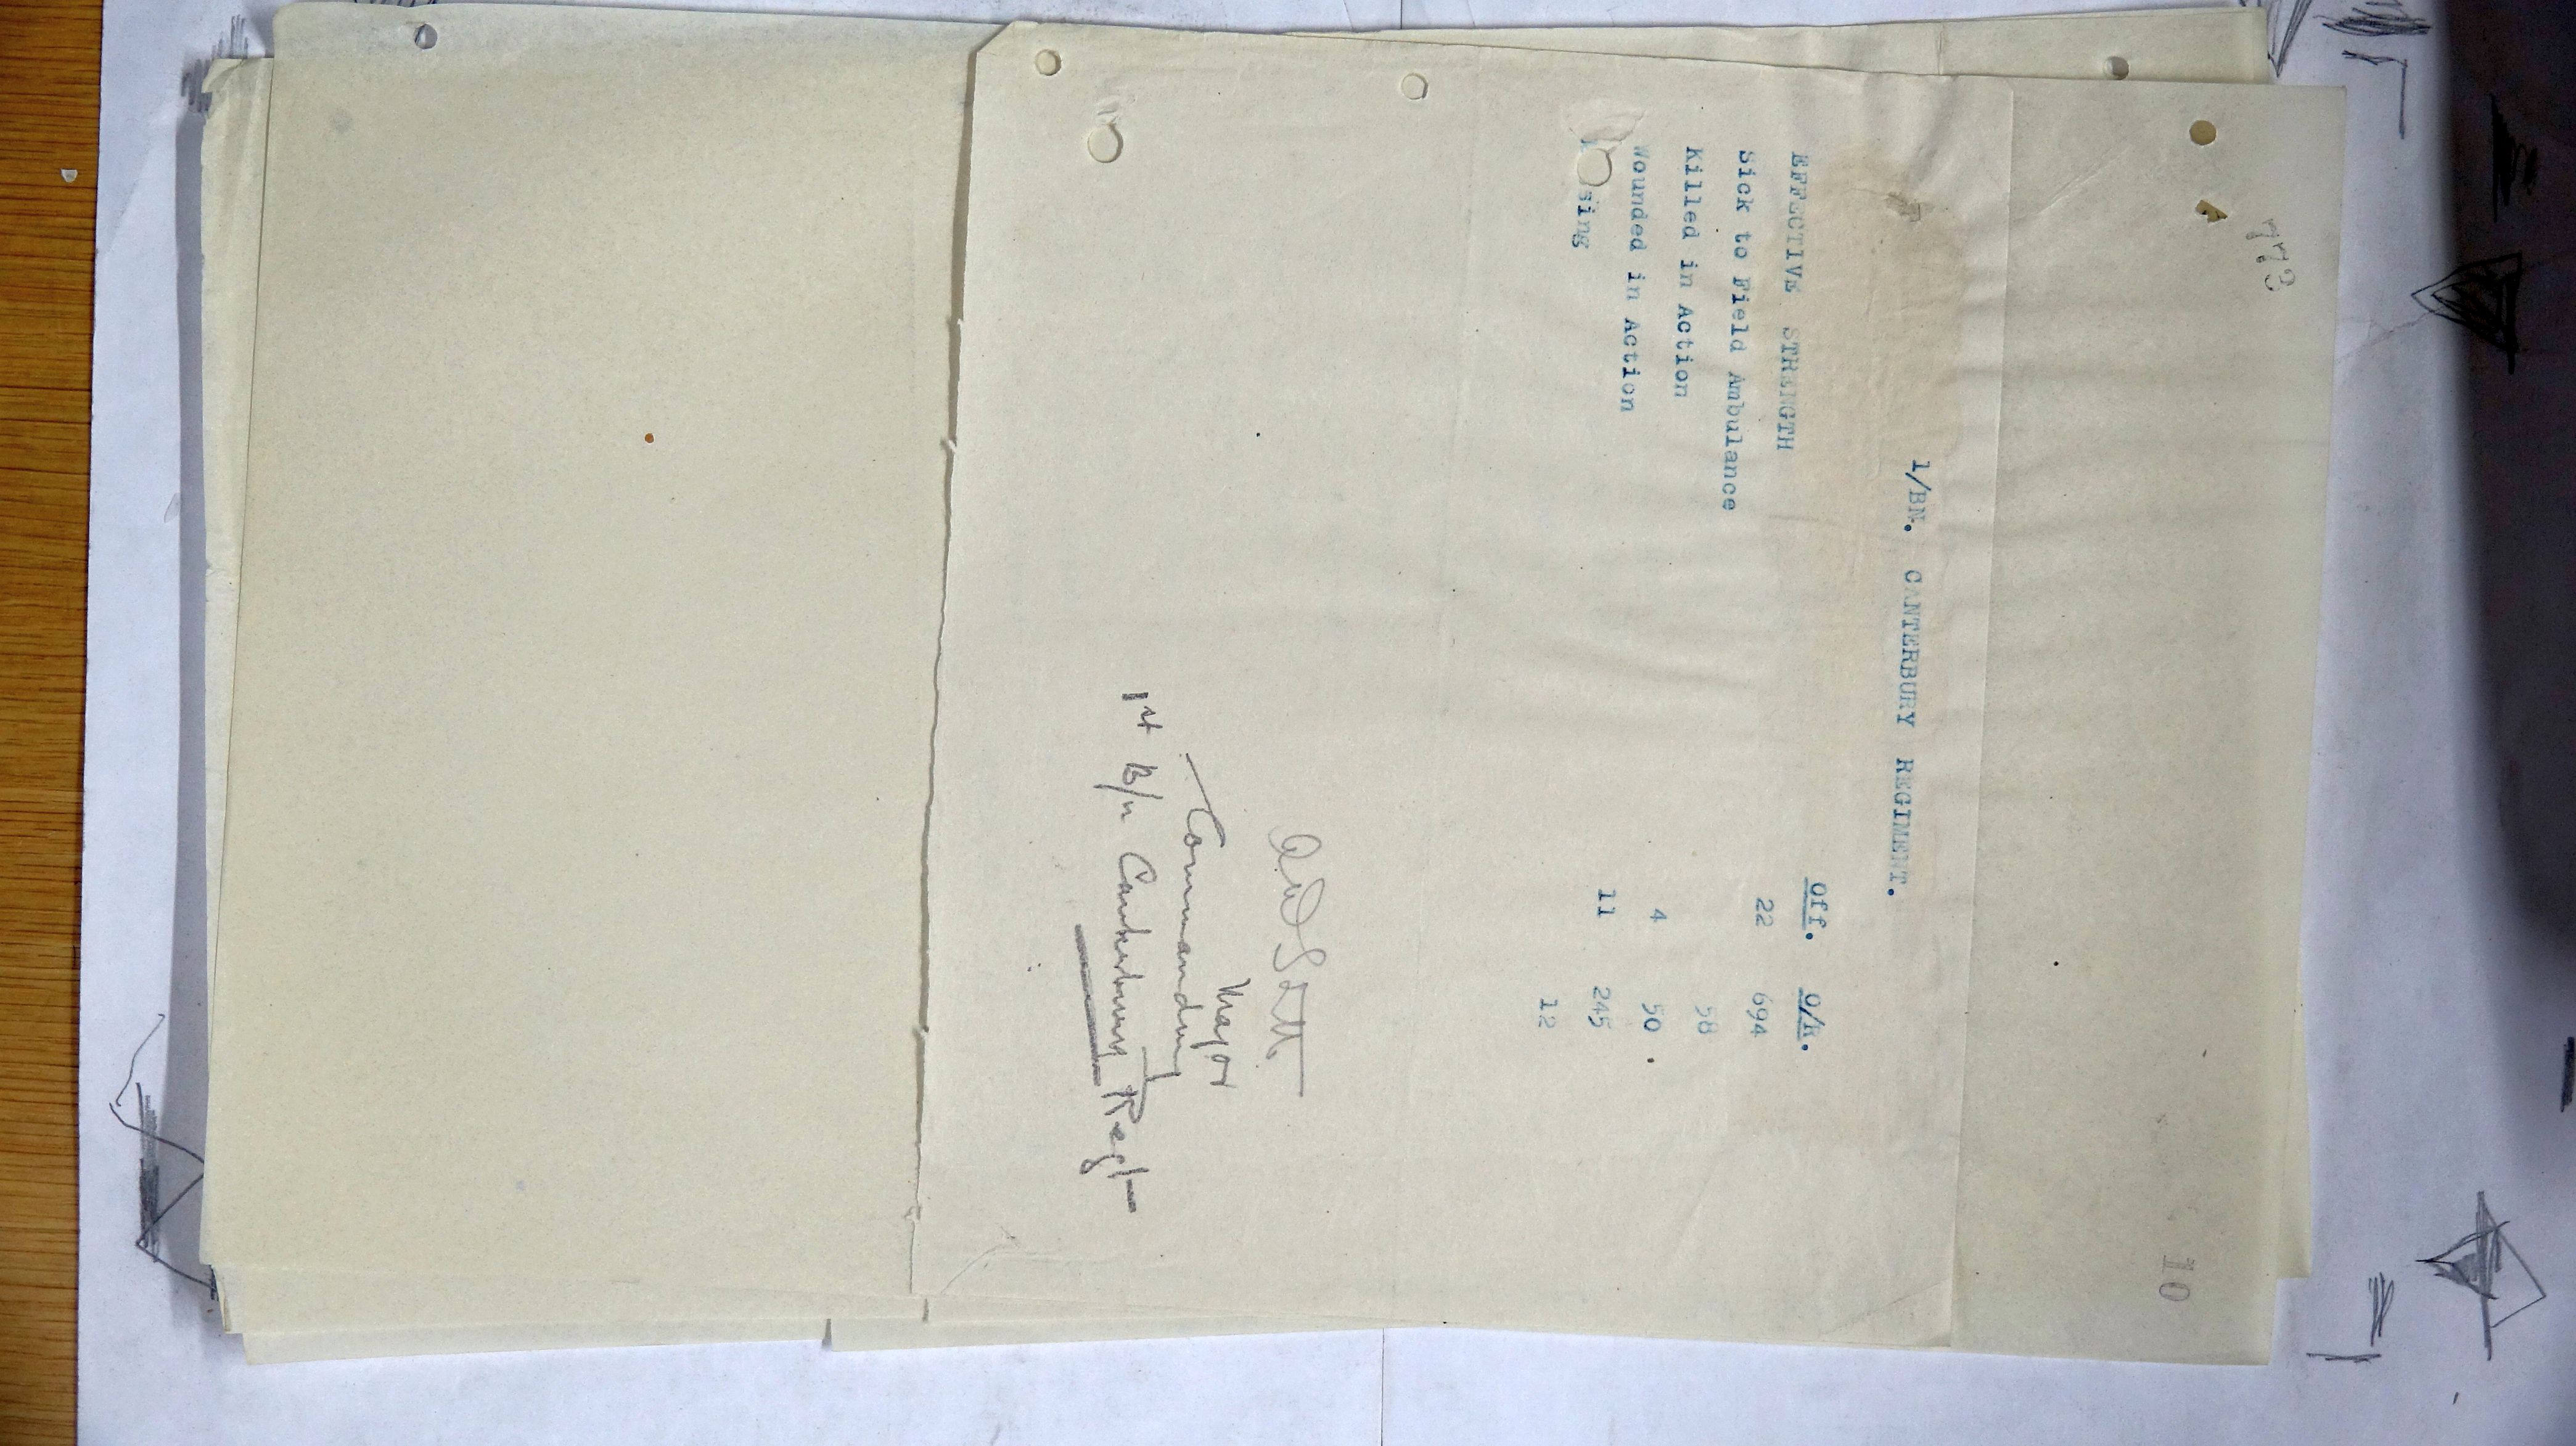 773
10
1/BN. CANTERBURY REGIMENT.
Off. O/R.
EFFECTIVE STRENGTH 22 694
Sick to Field Ambulance 58
Killed in Action 4 50
Wounded in Action 11 245
sing 12
Major
Commanding
1st B/n Canterbury Regt